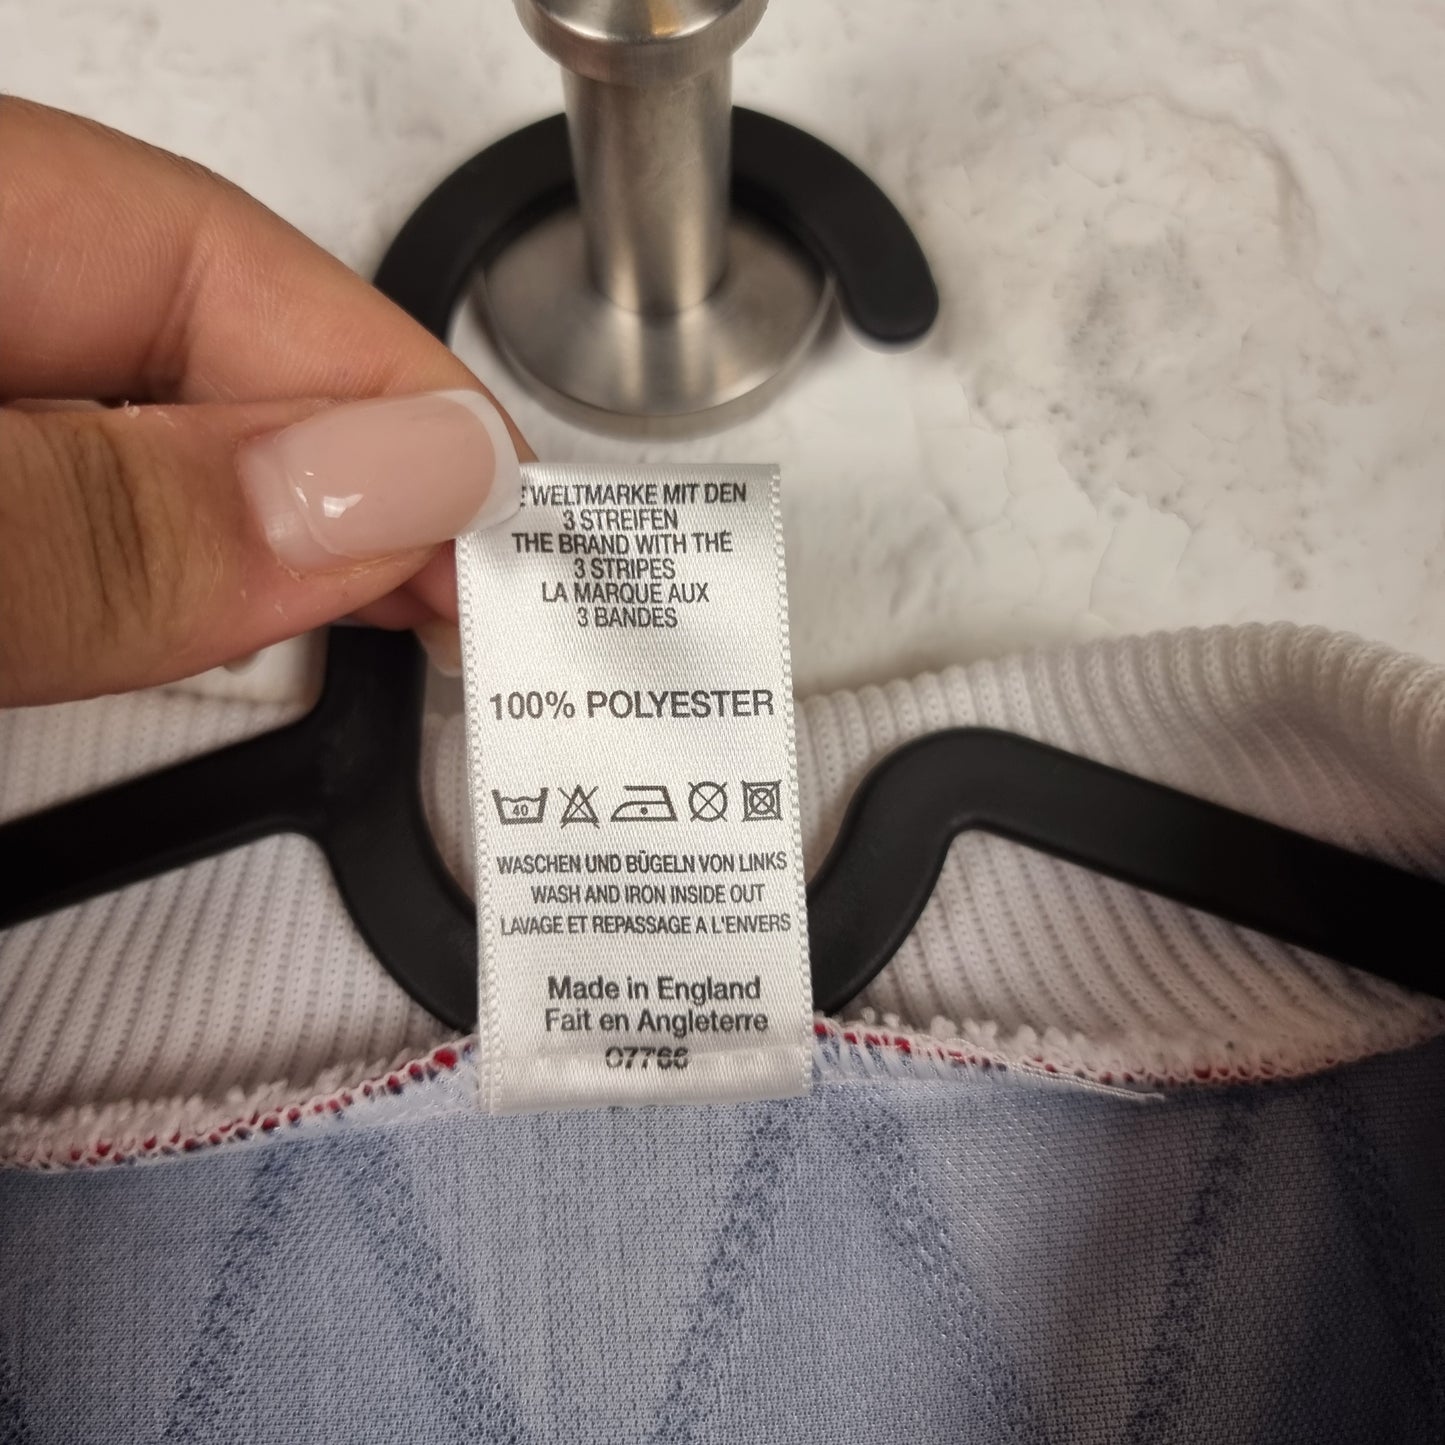 WELTMARKE MIT DEN
3 STREIFEN
THE BRAND WITH THE
3 STRIPES
LA MARQUE AUX
3 BANDES
100% POLYESTER
40
WASCHEN UND BÜGELN VON LINKS
WASH AND IRON INSIDE OUT
LAVAGE ET REPASSAGE A L'ENVERS
Made in England
Fait en Angleterre
07766